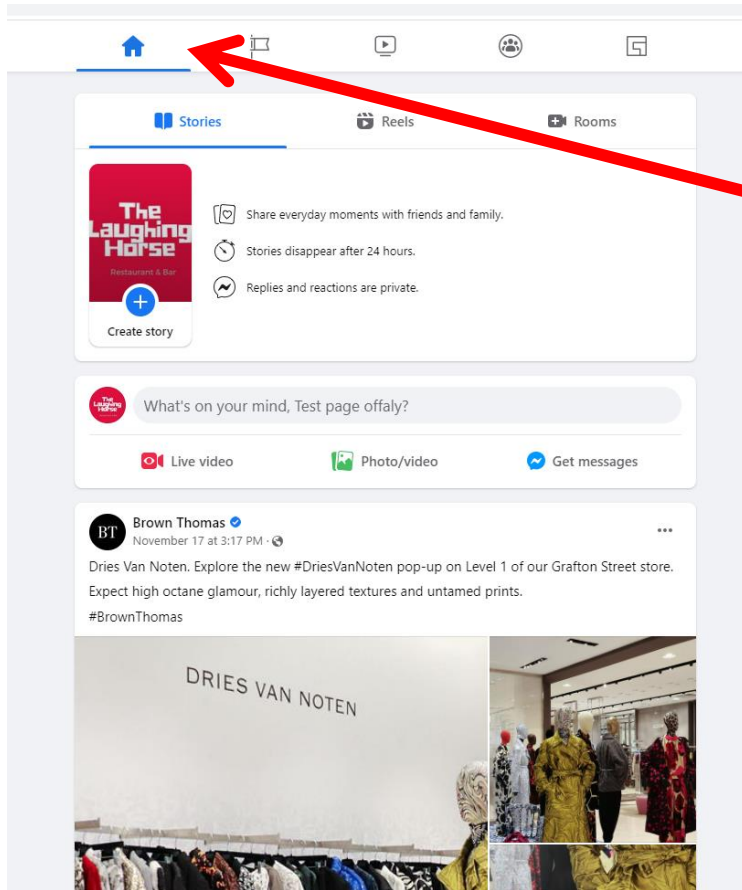 Stories
Reels
Rooms
The
Laughing
Horse
Restaurant & Bar
Create story
Share everyday moments with friends and family.
Stories disappear after 24 hours.
Replies and reactions are private.
The
Laughing
Horse
What's on your mind, Test page offaly?
Live video
Photo/video
Get messages
BT
Brown Thomas
November 17 at 3:17 PM ·
Dries Van Noten. Explore the new #DriesVanNoten pop-up on Level 1 of our Grafton Street store.
Expect high octane glamour, richly layered textures and untamed prints.
#BrownThomas
DRIES VAN NOTEN